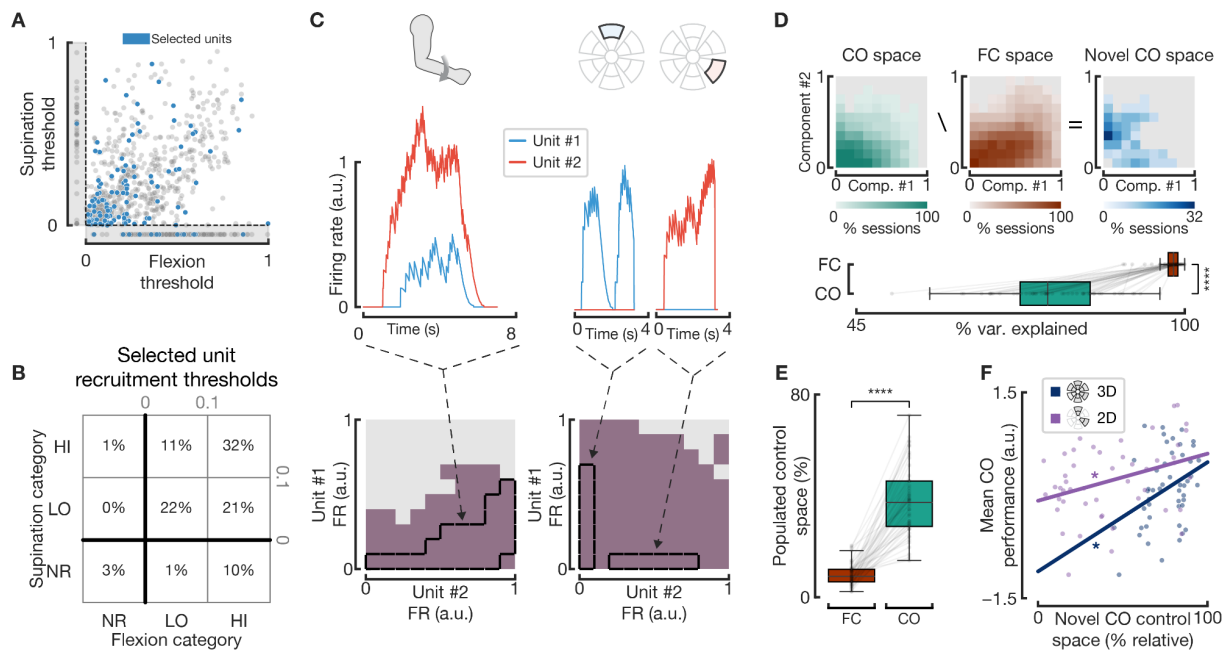 A
Selected units
1
Supination
threshold
0
0
Flexion
threshold
1
B
Selected unit
recruitment thresholds
0
0.1
Supination category
HI
1%
11%
32%
0.1
LO
0%
22%
21%
0
NR
3%
1%
10%
NR
LO
HI
Flexion category
C
Unit #1
Unit #2
Firing rate (a.u.)
1
0
0
Time (s)
8
0
Time (s)
4
0
Time (s)
4
Unit #1
FR (a.u.)
1
0
0
Unit #2
FR (a.u.)
1
Unit #1
FR (a.u.)
1
0
0
Unit #2
FR (a.u.)
1
D
CO space
FC space
Novel CO space
Component #2
1
0
0
Comp. #1
1
\
1
0
0
Comp. #1
1
=
1
0
0
Comp. #1
1
0
100
% sessions
0
100
% sessions
0
32
% sessions
FC
CO
****
45
% var. explained
100
E
****
Populated control
space (%)
80
0
FC
CO
F
3D
2D
Mean CO
performance (a.u.)
1.5
−1.5
*
*
0
Novel CO control
space (% relative)
100